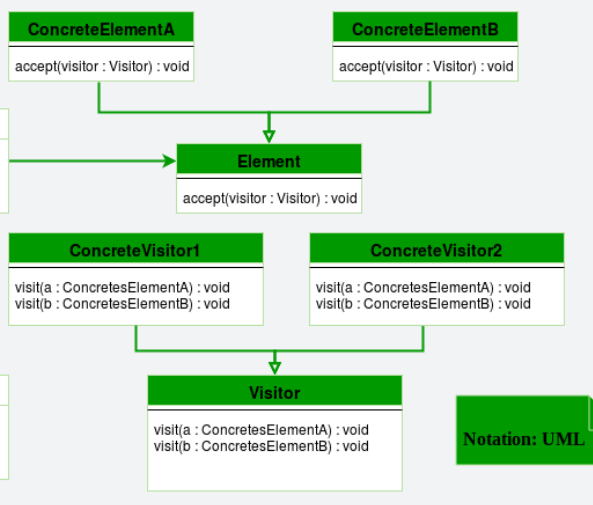 ConcreteElementA
accept(visitor : Visitor) : void
ConcreteElementB
accept(visitor : Visitor) : void
Element
accept(visitor : Visitor) : void
ConcreteVisitor1
visit(a : ConcretesElementA) : void
visit(b : ConcretesElementB) : void
ConcreteVisitor2
visit(a : ConcretesElementA) : void
visit(b : ConcretesElementB) : void
Visitor
visit(a : ConcretesElementA) : void
visit(b : ConcretesElementB) : void
Notation: UML